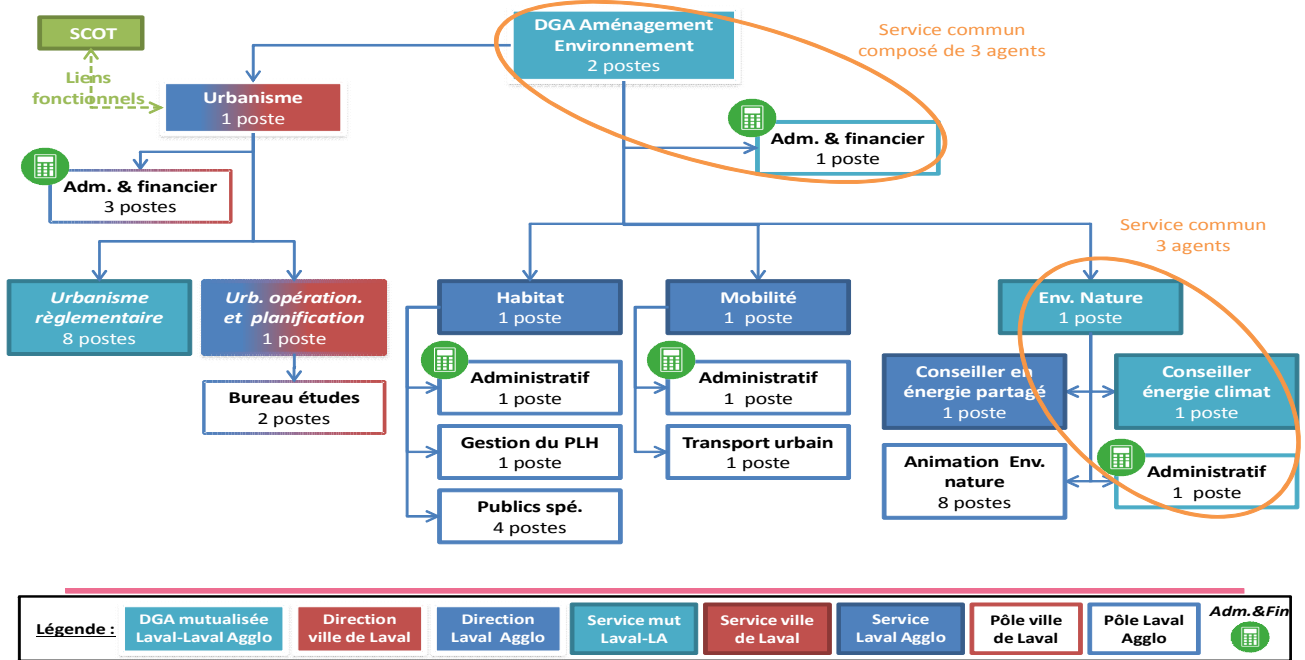 SCOT
Liens
fonctionnels
DGA Aménagement
Environnement
2 postes
Service commun
composé de 3 agents
Urbanisme
1 poste
Adm. & financier
1 poste
Adm. & financier
3 postes
Service commun
3 agents
Urbanisme
règlementaire
8 postes
Urb. opération.
et planification
1 poste
Habitat
1 poste
Mobilité
1 poste
Env. Nature
1 poste
Bureau études
2 postes
Administratif
1 poste
Administratif
1 poste
Conseiller en
énergie partagé
1 poste
Conseiller
énergie climat
1 poste
Gestion du PLH
1 poste
Transport urbain
1 poste
Animation Env.
nature
8 postes
Administratif
1 poste
Publics spé.
4 postes
Légende :
DGA mutualisée
Laval-Laval Agglo
Direction
ville de Laval
Direction
Laval Agglo
Service mut
Laval-LA
Service ville
de Laval
Service
Laval Agglo
Pôle ville
de Laval
Pôle Laval
Agglo
Adm.&Fin